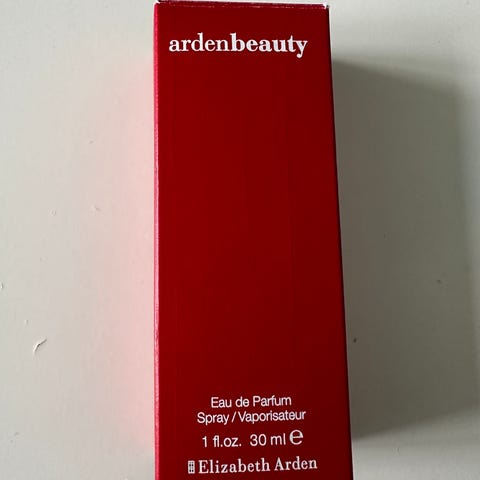 ardenbeauty
Eau de Parfum
Spray / Vaporisateur
1 fl.oz. 30 ml ℮
Elizabeth Arden